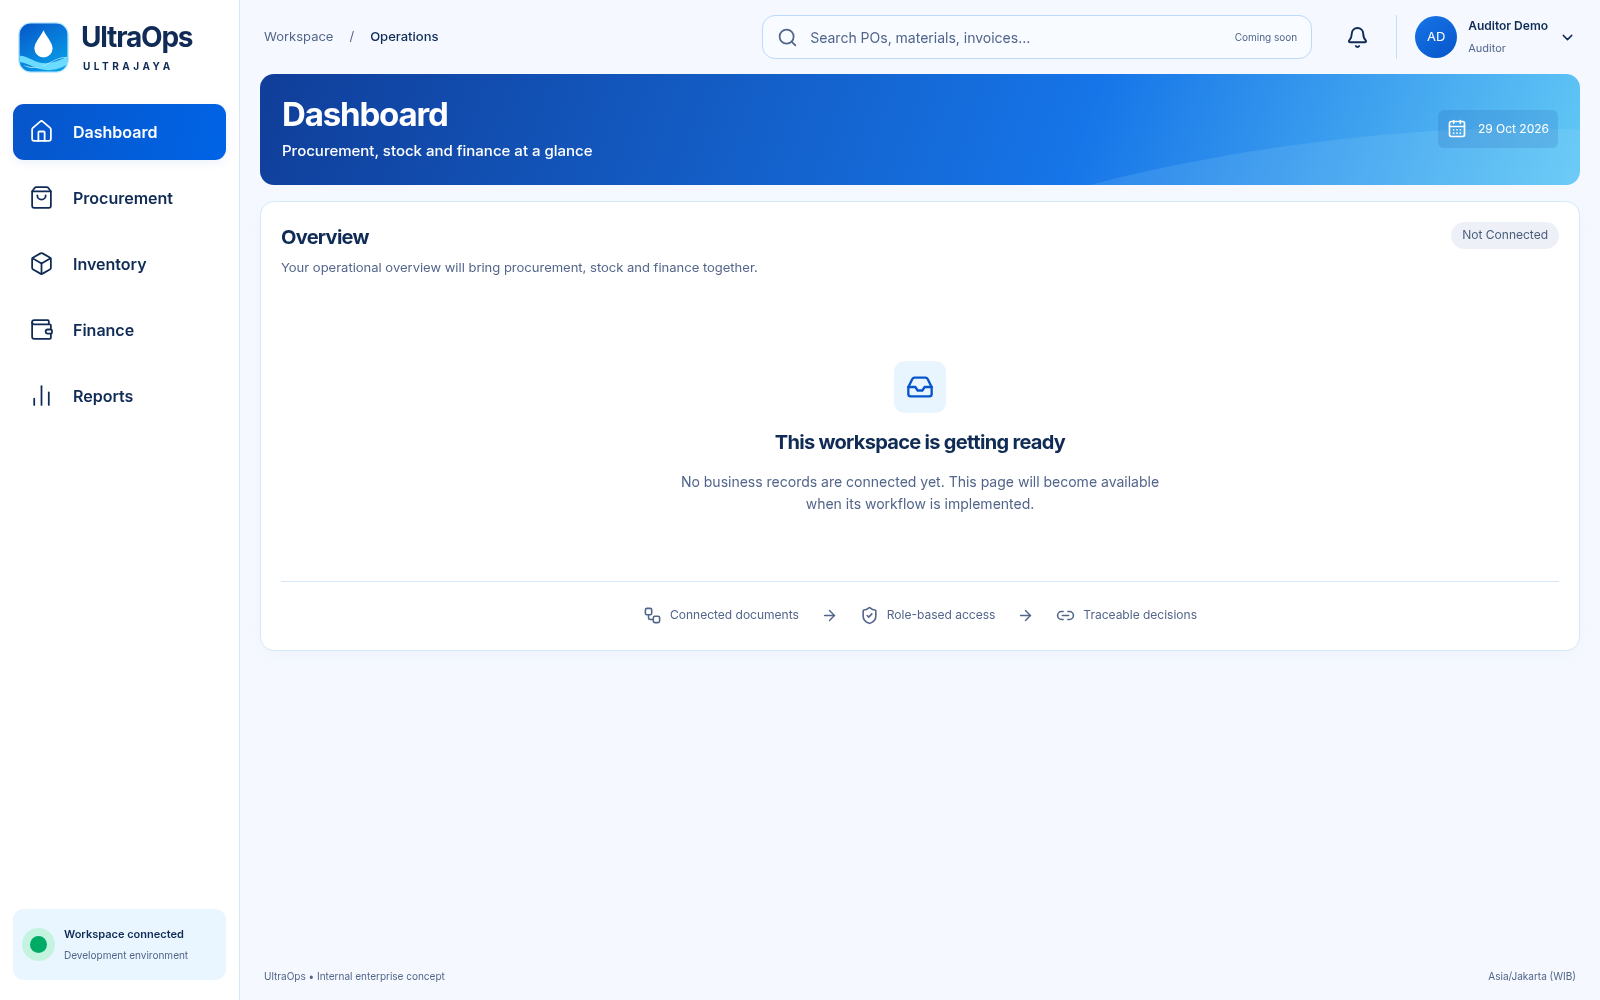 UltraOps
ULTRAJAYA
Dashboard
Procurement
Inventory
Finance
Reports
Workspace connected
Development environment
Workspace / Operations
Search POs, materials, invoices...
Coming soon
AD
Auditor Demo
Auditor
Dashboard
Procurement, stock and finance at a glance
29 Oct 2026
Overview
Not Connected
Your operational overview will bring procurement, stock and finance together.
This workspace is getting ready
No business records are connected yet. This page will become available
when its workflow is implemented.
Connected documents → Role-based access → Traceable decisions
UltraOps • Internal enterprise concept
Asia/Jakarta (WIB)